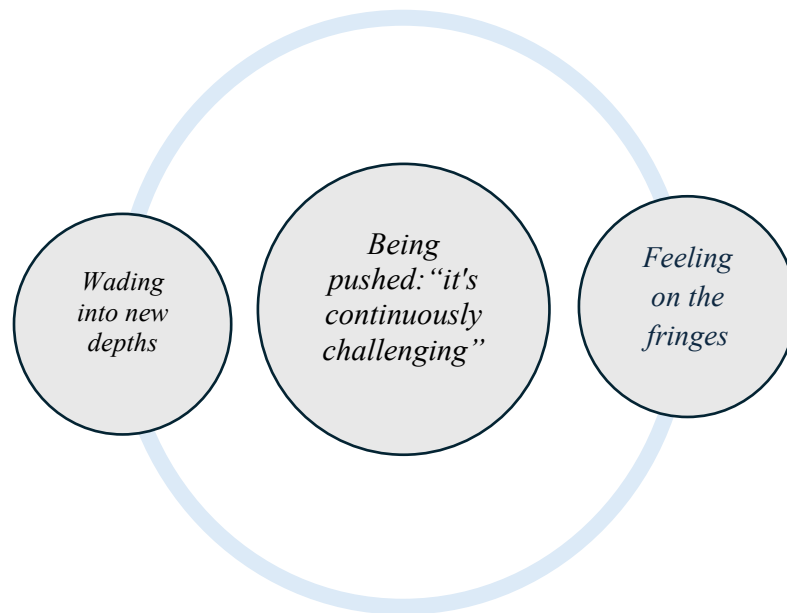 Wading
into new
depths
Being
pushed:“it's
continuously
challenging”
Feeling
on the
fringes